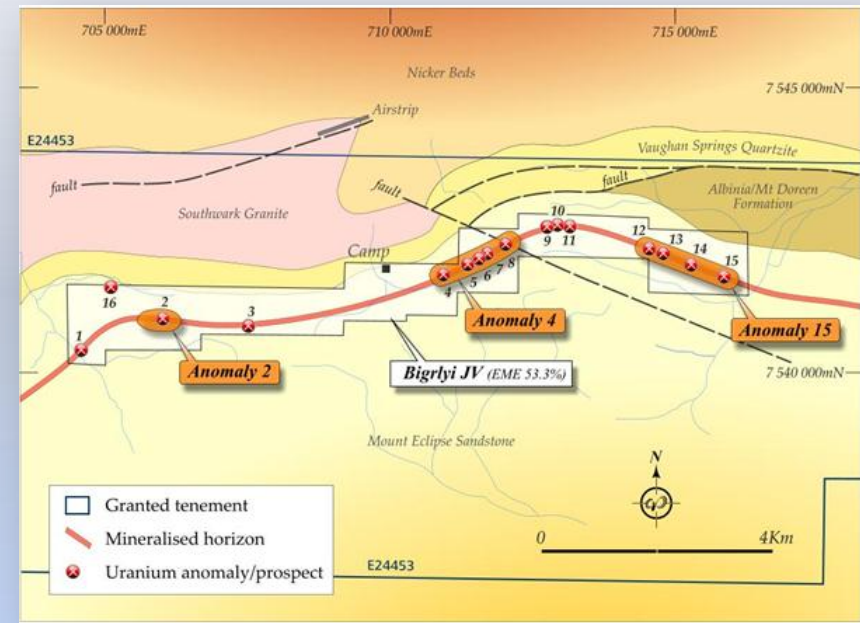 705 000mE
710 000mE
715 000mE
Nicker Beds
7 545 000mN
Airstrip
E24453
Vaughan Springs Quartzite
fault
fault
fault
Albinia/Mt Doreen
Formation
Southwark Granite
Camp
10
9
11
12
13
14
15
16
1
2
3
4
5
6
7
8
Anomaly 2
Anomaly 4
Anomaly 15
Bigrlyi JV (EME 53.3%)
7 540 000mN
Mount Eclipse Sandstone
N
Granted tenement
Mineralised horizon
Uranium anomaly/prospect
0
4Km
E24453